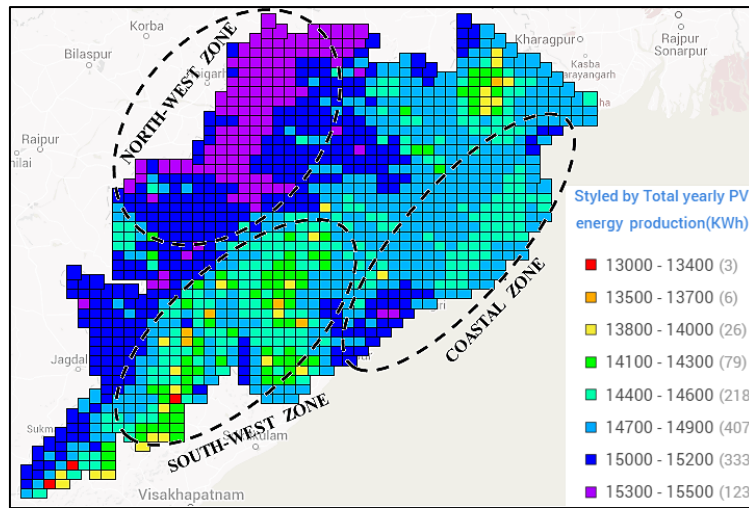 Korba
Bilaspur
Raipur
NORTH-WEST ZONE
Kharagpur
Rajpur
Sonarpur
Kasba
COASTAL ZONE
SOUTH-WEST ZONE
Jagdal
Visakhapatnam
Styled by Total yearly PV
energy production(KWh)
13000 - 13400 (3)
13500 - 13700 (6)
13800 - 14000 (26)
14100 - 14300 (79)
14400 - 14600 (218
14700 - 14900 (407
15000 - 15200 (333
15300 - 15500 (123